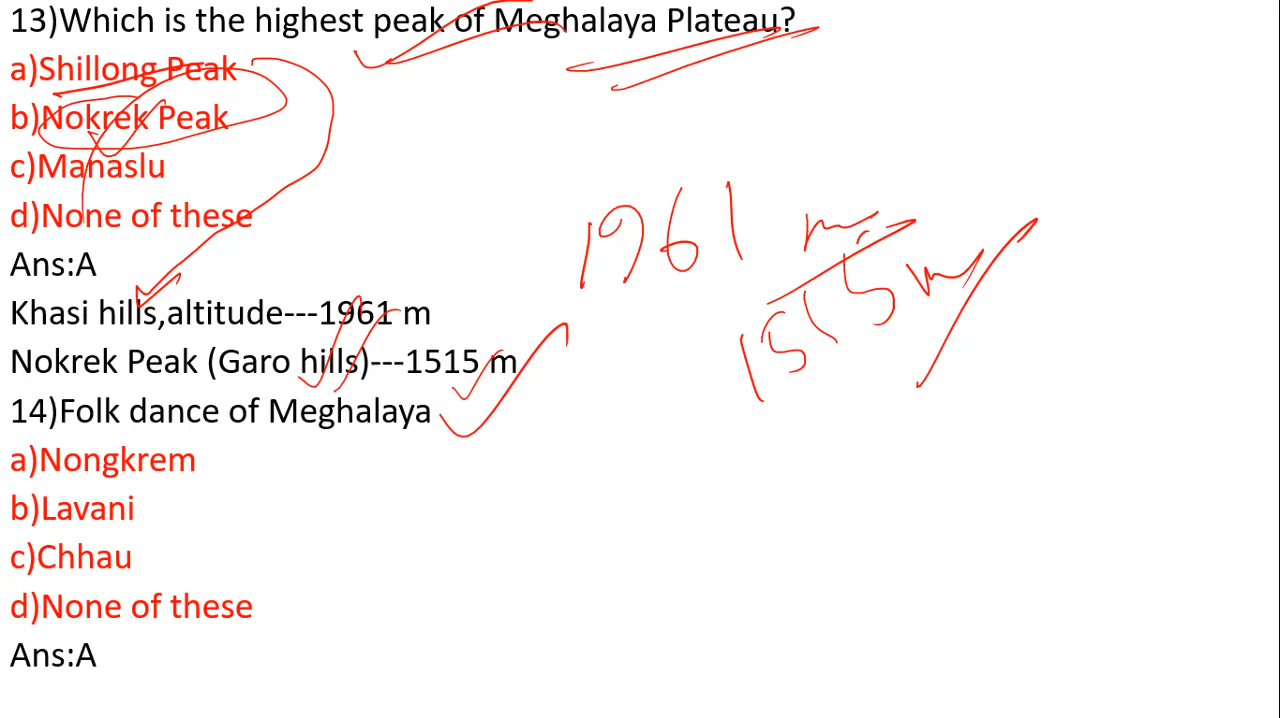 13)Which is the highest peak of Meghalaya Plateau?
a)Shillong Peak
b)Nokrek Peak
c)Manaslu
d)None of these
Ans:A
1961 m
Khasi hills,altitude---1961 m
1515 m
Nokrek Peak (Garo hills)---1515 m
14)Folk dance of Meghalaya
a)Nongkrem
b)Lavani
c)Chhau
d)None of these
Ans:A